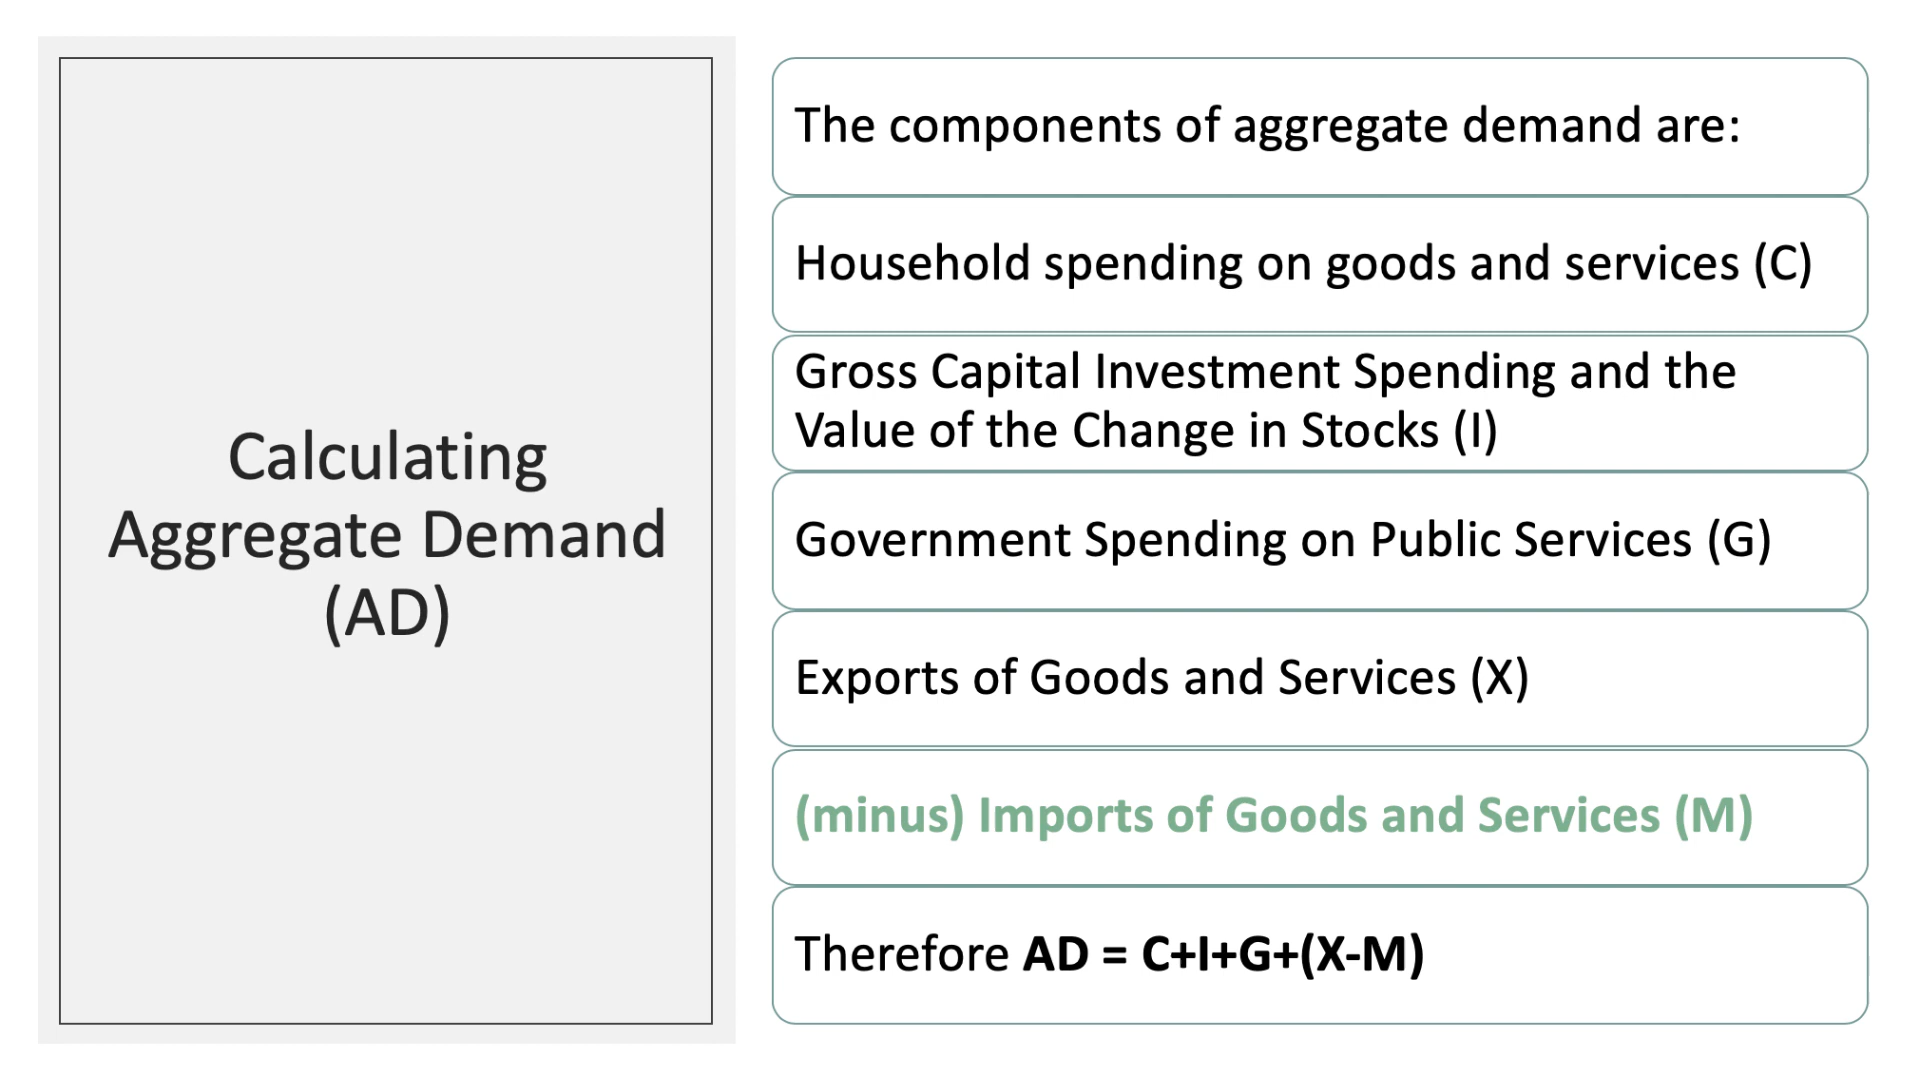 Calculating
Aggregate Demand
(AD)
The components of aggregate demand are:
Household spending on goods and services (C)
Gross Capital Investment Spending and the
Value of the Change in Stocks (I)
Government Spending on Public Services (G)
Exports of Goods and Services (X)
(minus) Imports of Goods and Services (M)
Therefore AD = C+I+G+(X-M)